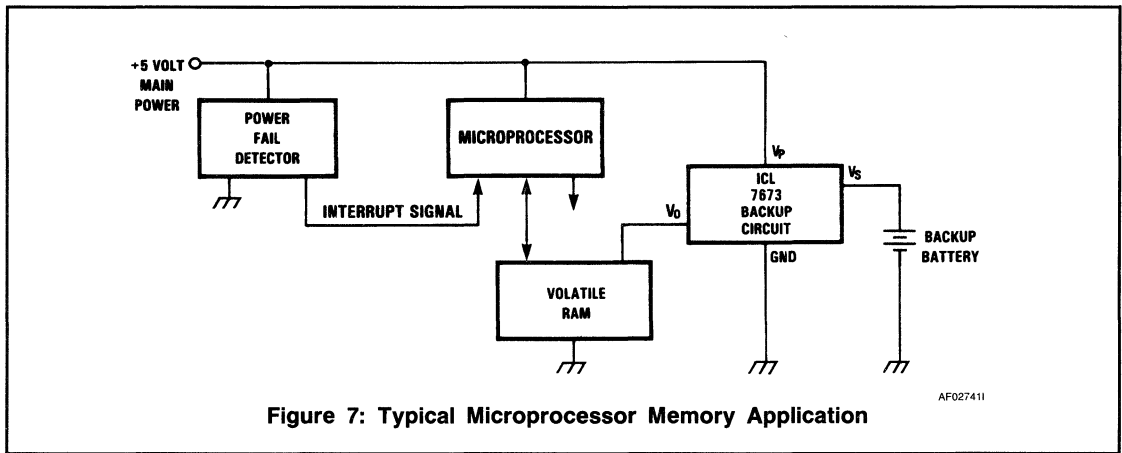 +5 VOLT
MAIN
POWER
POWER
FAIL
DETECTOR
MICROPROCESSOR
INTERRUPT SIGNAL
VP
VS
VO
ICL
7673
BACKUP
CIRCUIT
GND
BACKUP
BATTERY
VOLATILE
RAM
AF02741I
Figure 7: Typical Microprocessor Memory Application